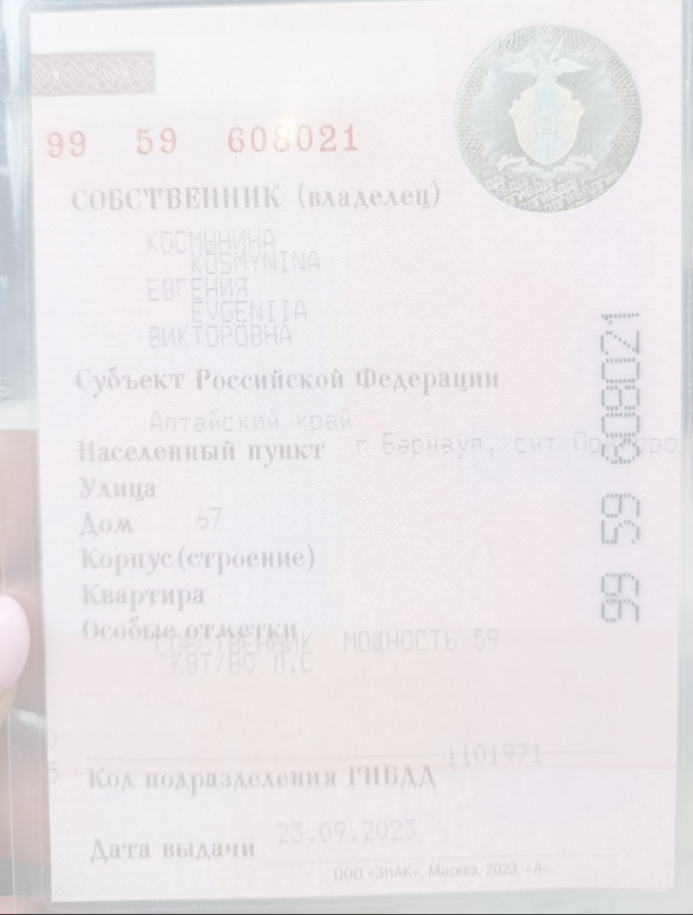 99 59 608021
СОБСТВЕННИК (владелец)
КОСМЫНИНА
KOSMYNINA
ЕВГЕНИЯ
EVGENIIA
ВИКТОРОВНА
Субъект Российской Федерации
Алтайский край
Населенный пункт г Барнаул, снт
Улица
Дом 67
Корпус(строение)
Квартира
Особые отметки
СОБСТВЕННИК МОЩНОСТЬ 59
КВТ/80 Л.С
1101971
Код подразделения ГИБДД
Дата выдачи 23.09.2023
ООО «ЗНАК», Москва, 2023, «А».
99 59 608021